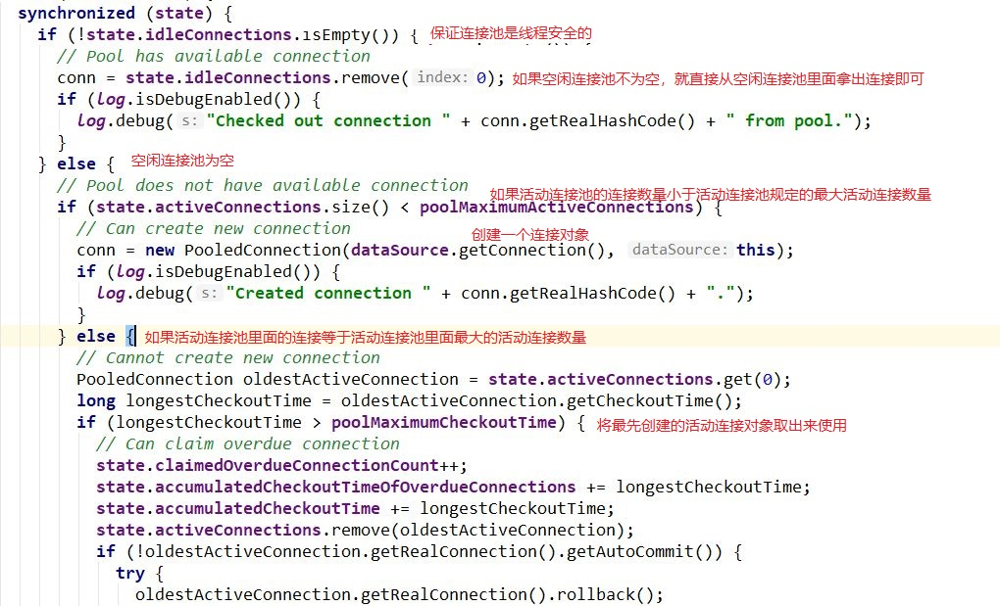 synchronized (state) {
if (!state.idleConnections.isEmpty()) { 保证连接池是线程安全的
// Pool has available connection
conn = state.idleConnections.remove( index: 0); 如果空闲连接池不为空，就直接从空闲连接池里面拿出连接即可
if (log.isDebugEnabled()) {
log.debug( s: "Checked out connection " + conn.getRealHashCode() + " from pool.");
}
} else { 空闲连接池为空
// Pool does not have available connection
如果活动连接池的连接数量小于活动连接池规定的最大活动连接数量
if (state.activeConnections.size() < poolMaximumActiveConnections) {
// Can create new connection
创建一个连接对象
conn = new PooledConnection(dataSource.getConnection(), dataSource: this);
if (log.isDebugEnabled()) {
log.debug( s: "Created connection " + conn.getRealHashCode() + ".");
}
} else { 如果活动连接池里面的连接等于活动连接池里面最大的活动连接数量
// Cannot create new connection
PooledConnection oldestActiveConnection = state.activeConnections.get(0);
long longestCheckoutTime = oldestActiveConnection.getCheckoutTime();
if (longestCheckoutTime > poolMaximumCheckoutTime) { 将最先创建的活动连接对象取出来使用
// Can claim overdue connection
state.claimedOverdueConnectionCount++;
state.accumulatedCheckoutTimeOfOverdueConnections += longestCheckoutTime;
state.accumulatedCheckoutTime += longestCheckoutTime;
state.activeConnections.remove(oldestActiveConnection);
if (!oldestActiveConnection.getRealConnection().getAutoCommit()) {
try {
oldestActiveConnection.getRealConnection().rollback();